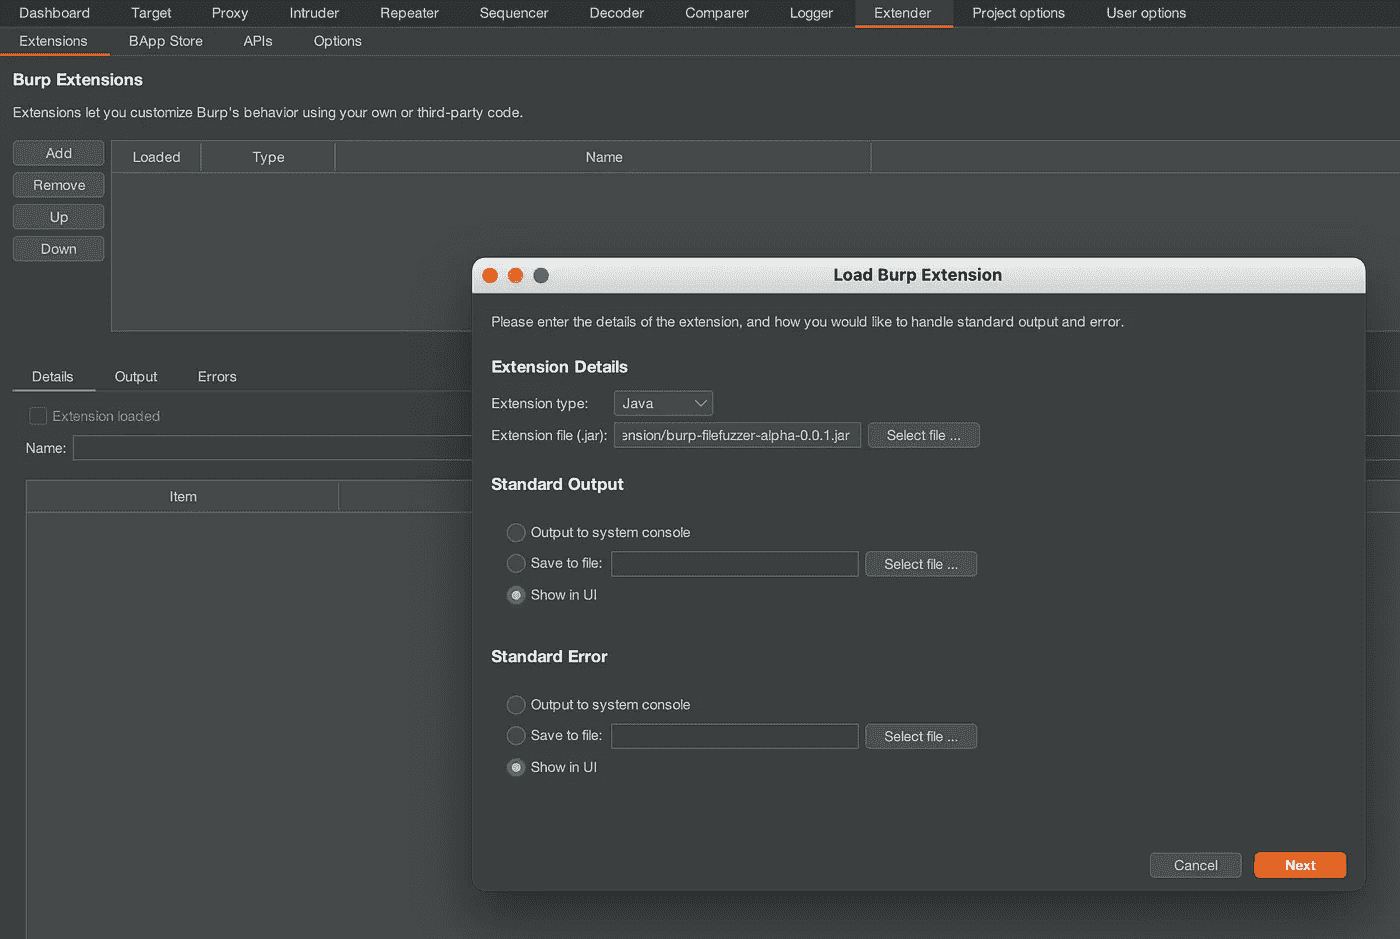 Dashboard Target Proxy Intruder Repeater Sequencer Decoder Comparer Logger Extender Project options User options
Extensions BApp Store APIs Options
Burp Extensions
Extensions let you customize Burp's behavior using your own or third-party code.
Add
Remove
Up
Down
Loaded Type Name
Details Output Errors
Extension loaded
Name:
Item
Load Burp Extension
Please enter the details of the extension, and how you would like to handle standard output and error.
Extension Details
Extension type: Java
Extension file (.jar): ension/burp-filefuzzer-alpha-0.0.1.jar Select file ...
Standard Output
Output to system console
Save to file: Select file ...
Show in UI
Standard Error
Output to system console
Save to file: Select file ...
Show in UI
Cancel Next